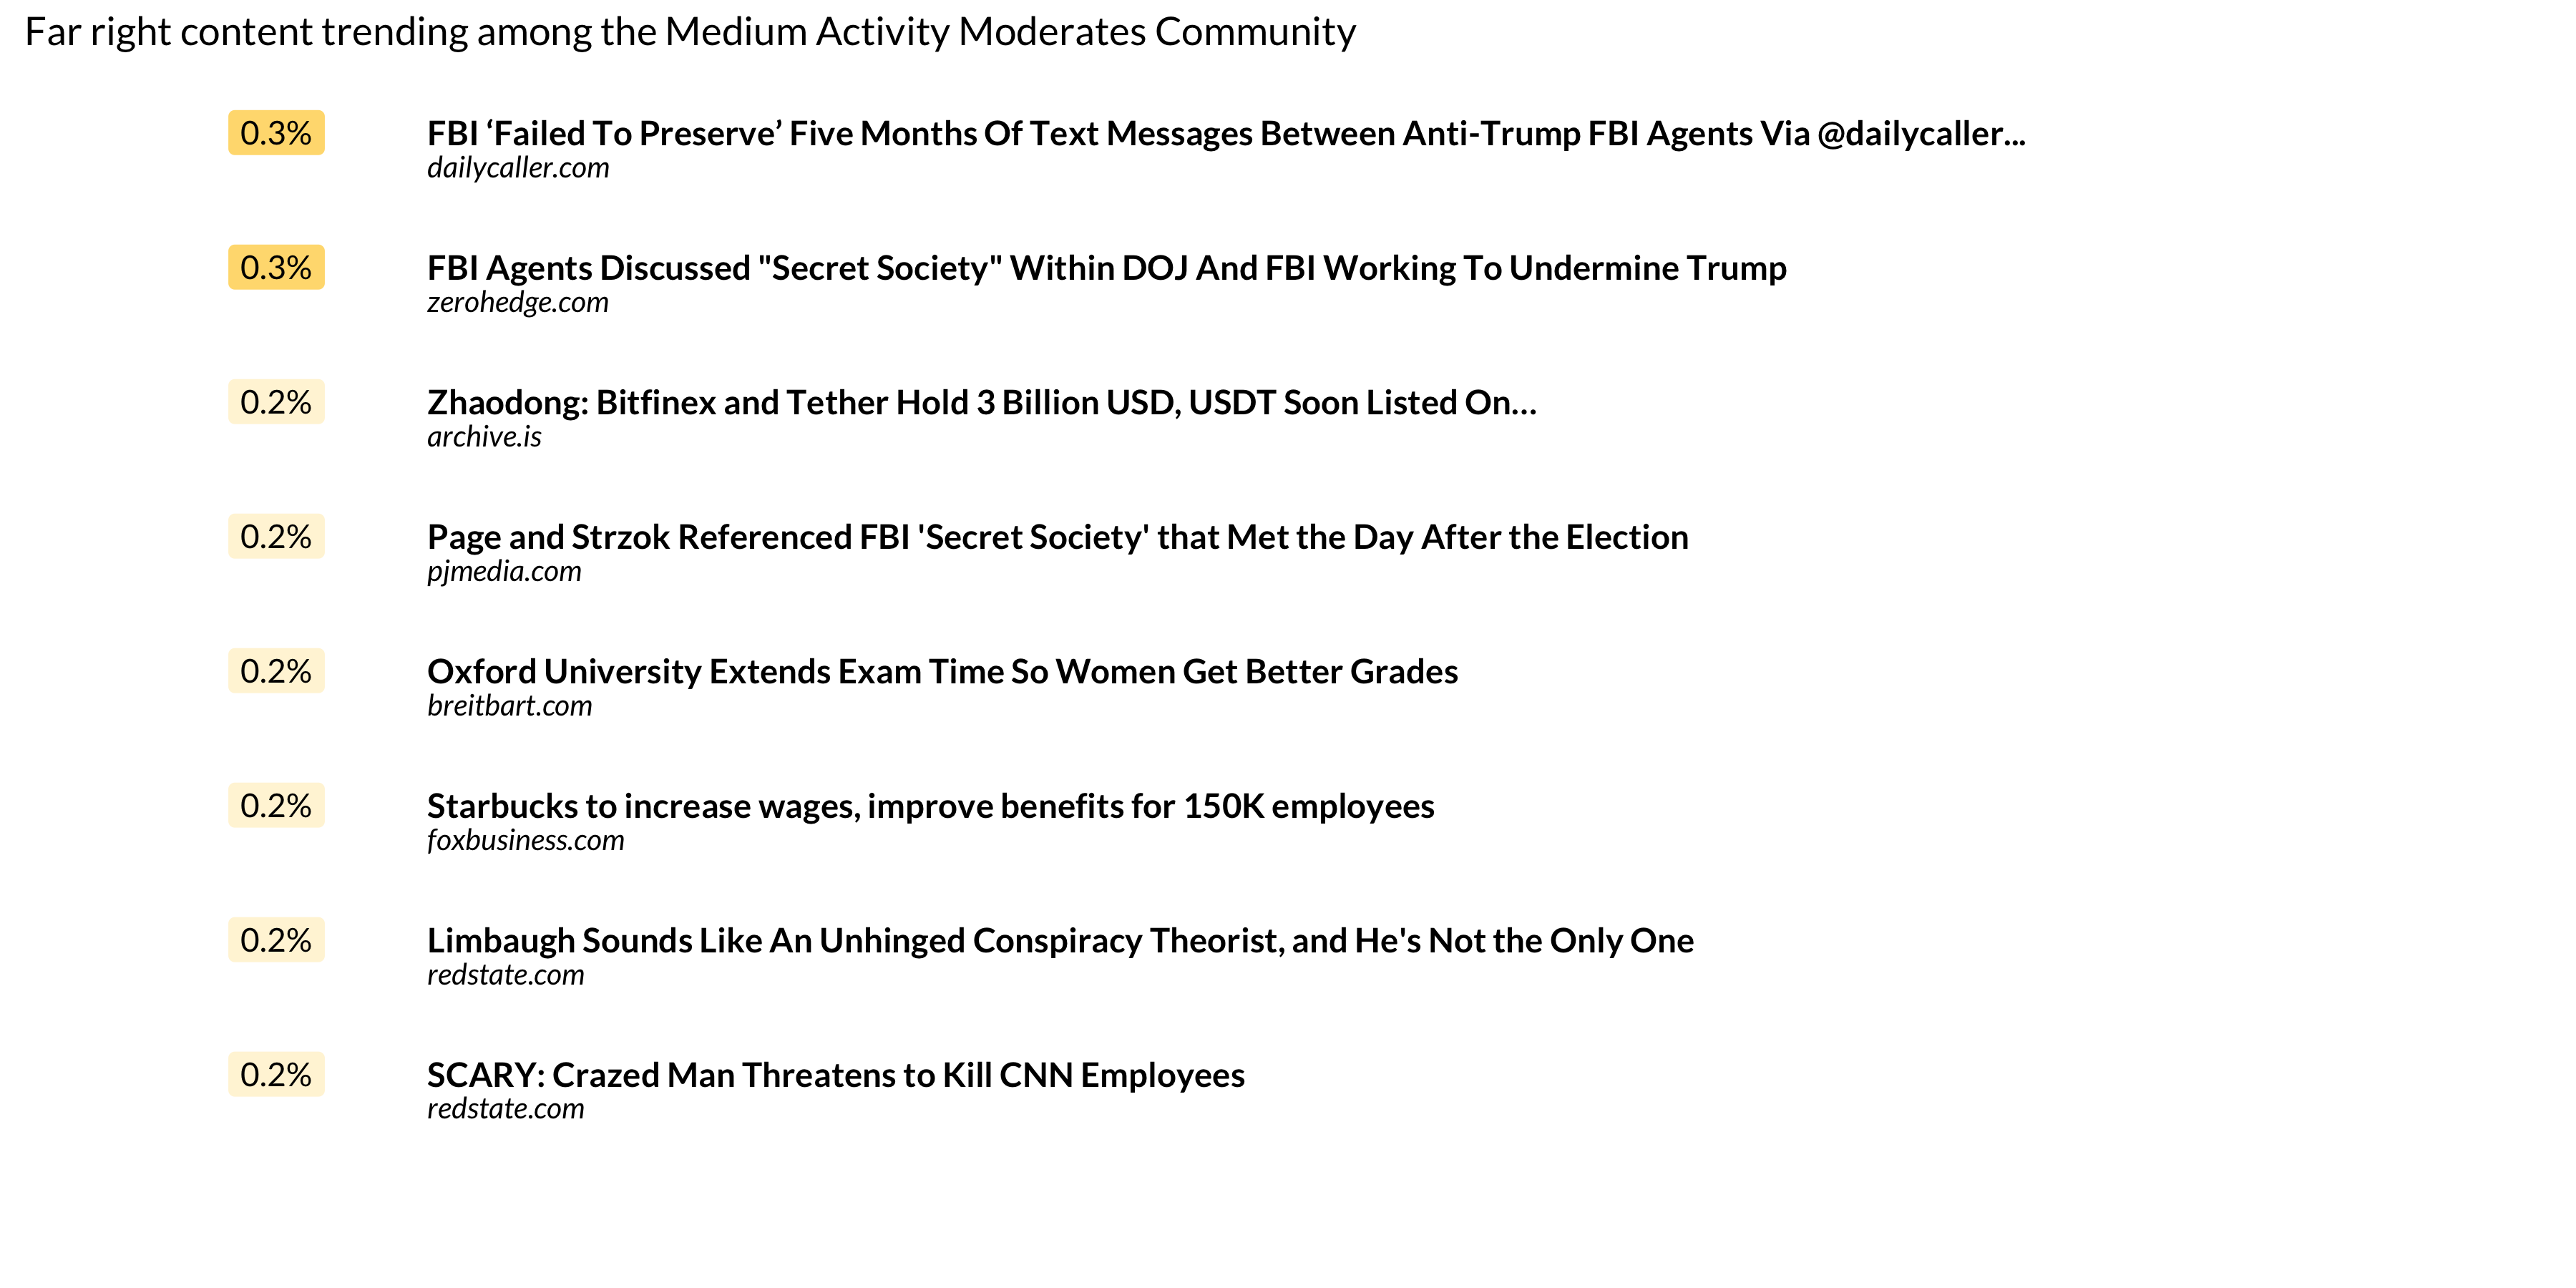 Far right content trending among the Medium Activity Moderates Community
0.3%
FBI ‘Failed To Preserve’ Five Months Of Text Messages Between Anti-Trump FBI Agents Via @dailycaller...
dailycaller.com
0.3%
FBI Agents Discussed "Secret Society" Within DOJ And FBI Working To Undermine Trump
zerohedge.com
0.2%
Zhaodong: Bitfinex and Tether Hold 3 Billion USD, USDT Soon Listed On...
archive.is
0.2%
Page and Strzok Referenced FBI 'Secret Society' that Met the Day After the Election
pjmedia.com
0.2%
Oxford University Extends Exam Time So Women Get Better Grades
breitbart.com
0.2%
Starbucks to increase wages, improve benefits for 150K employees
foxbusiness.com
0.2%
Limbaugh Sounds Like An Unhinged Conspiracy Theorist, and He's Not the Only One
redstate.com
0.2%
SCARY: Crazed Man Threatens to Kill CNN Employees
redstate.com